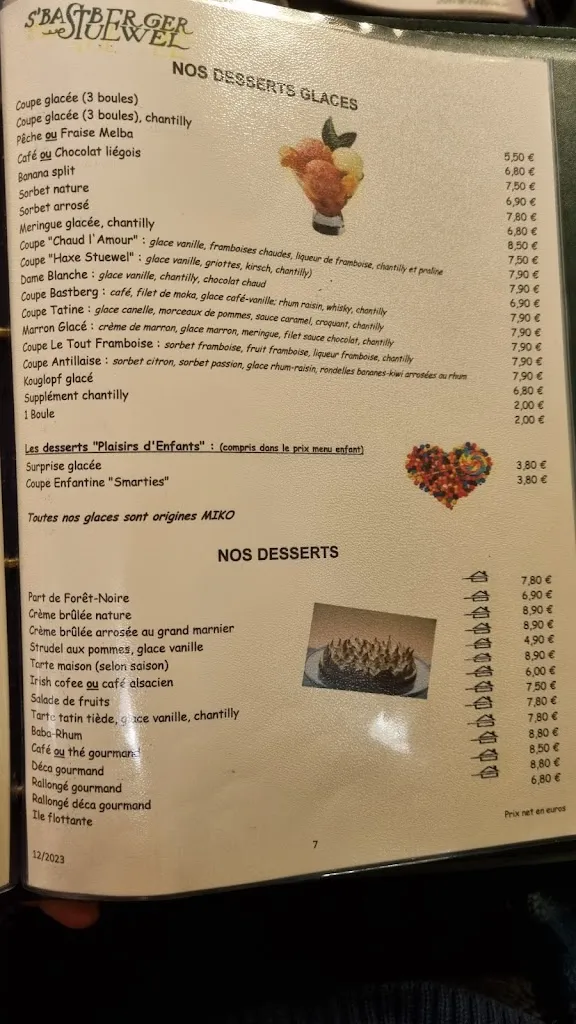 S'BASTBERGER STUEWEL
NOS DESSERTS GLACES
Coupe glacée (3 boules) 5,50 €
Coupe glacée (3 boules), chantilly 6,80 €
Pêche ou Fraise Melba 7,50 €
Café ou Chocolat liégois 6,90 €
Banana split 7,80 €
Sorbet nature 6,80 €
Sorbet arrosé 8,50 €
Meringue glacée, chantilly 7,50 €
Coupe "Chaud l'Amour" : glace vanille, framboises chaudes, liqueur de framboise, chantilly et praline 7,90 €
Coupe "Haxe Stuewel" : glace vanille, griottes, kirsch, chantilly) 7,90 €
Dame Blanche : glace vanille, chantilly, chocolat chaud 6,90 €
Coupe Bastberg : café, filet de moka, glace café-vanille; rhum raisin, whisky, chantilly 7,90 €
Coupe Tatine : glace canelle, morceaux de pommes, sauce caramel, croquant, chantilly 7,90 €
Marron Glacé : crème de marron, glace marron, meringue, filet sauce chocolat, chantilly 7,90 €
Coupe Le Tout Framboise : sorbet framboise, fruit framboise, liqueur framboise, chantilly 7,90 €
Coupe Antillaise : sorbet citron, sorbet passion, glace rhum-raisin, rondelles bananes-kiwi arrosées au rhum 7,90 €
Kouglopf glacé 6,80 €
Supplément chantilly 2,00 €
1 Boule 2,00 €
Les desserts "Plaisirs d'Enfants" : (compris dans le prix menu enfant)
Surprise glacée 3,80 €
Coupe Enfantine "Smarties" 3,80 €
Toutes nos glaces sont origines MIKO
NOS DESSERTS
Part de Forêt-Noire 7,80 €
Crème brûlée nature 6,90 €
Crème brûlée arrosée au grand marnier 8,90 €
Strudel aux pommes, glace vanille 8,90 €
Tarte maison (selon saison) 4,90 €
Irish cofee ou café alsacien 8,90 €
Salade de fruits 6,00 €
Tarte tatin tiède, glace vanille, chantilly 7,50 €
Baba-Rhum 7,80 €
Café ou thé gourmand 7,80 €
Déca gourmand 8,80 €
Rallongé gourmand 8,50 €
Rallongé déca gourmand 8,80 €
Ile flottante 6,80 €
Prix net en euros
7
12/2023